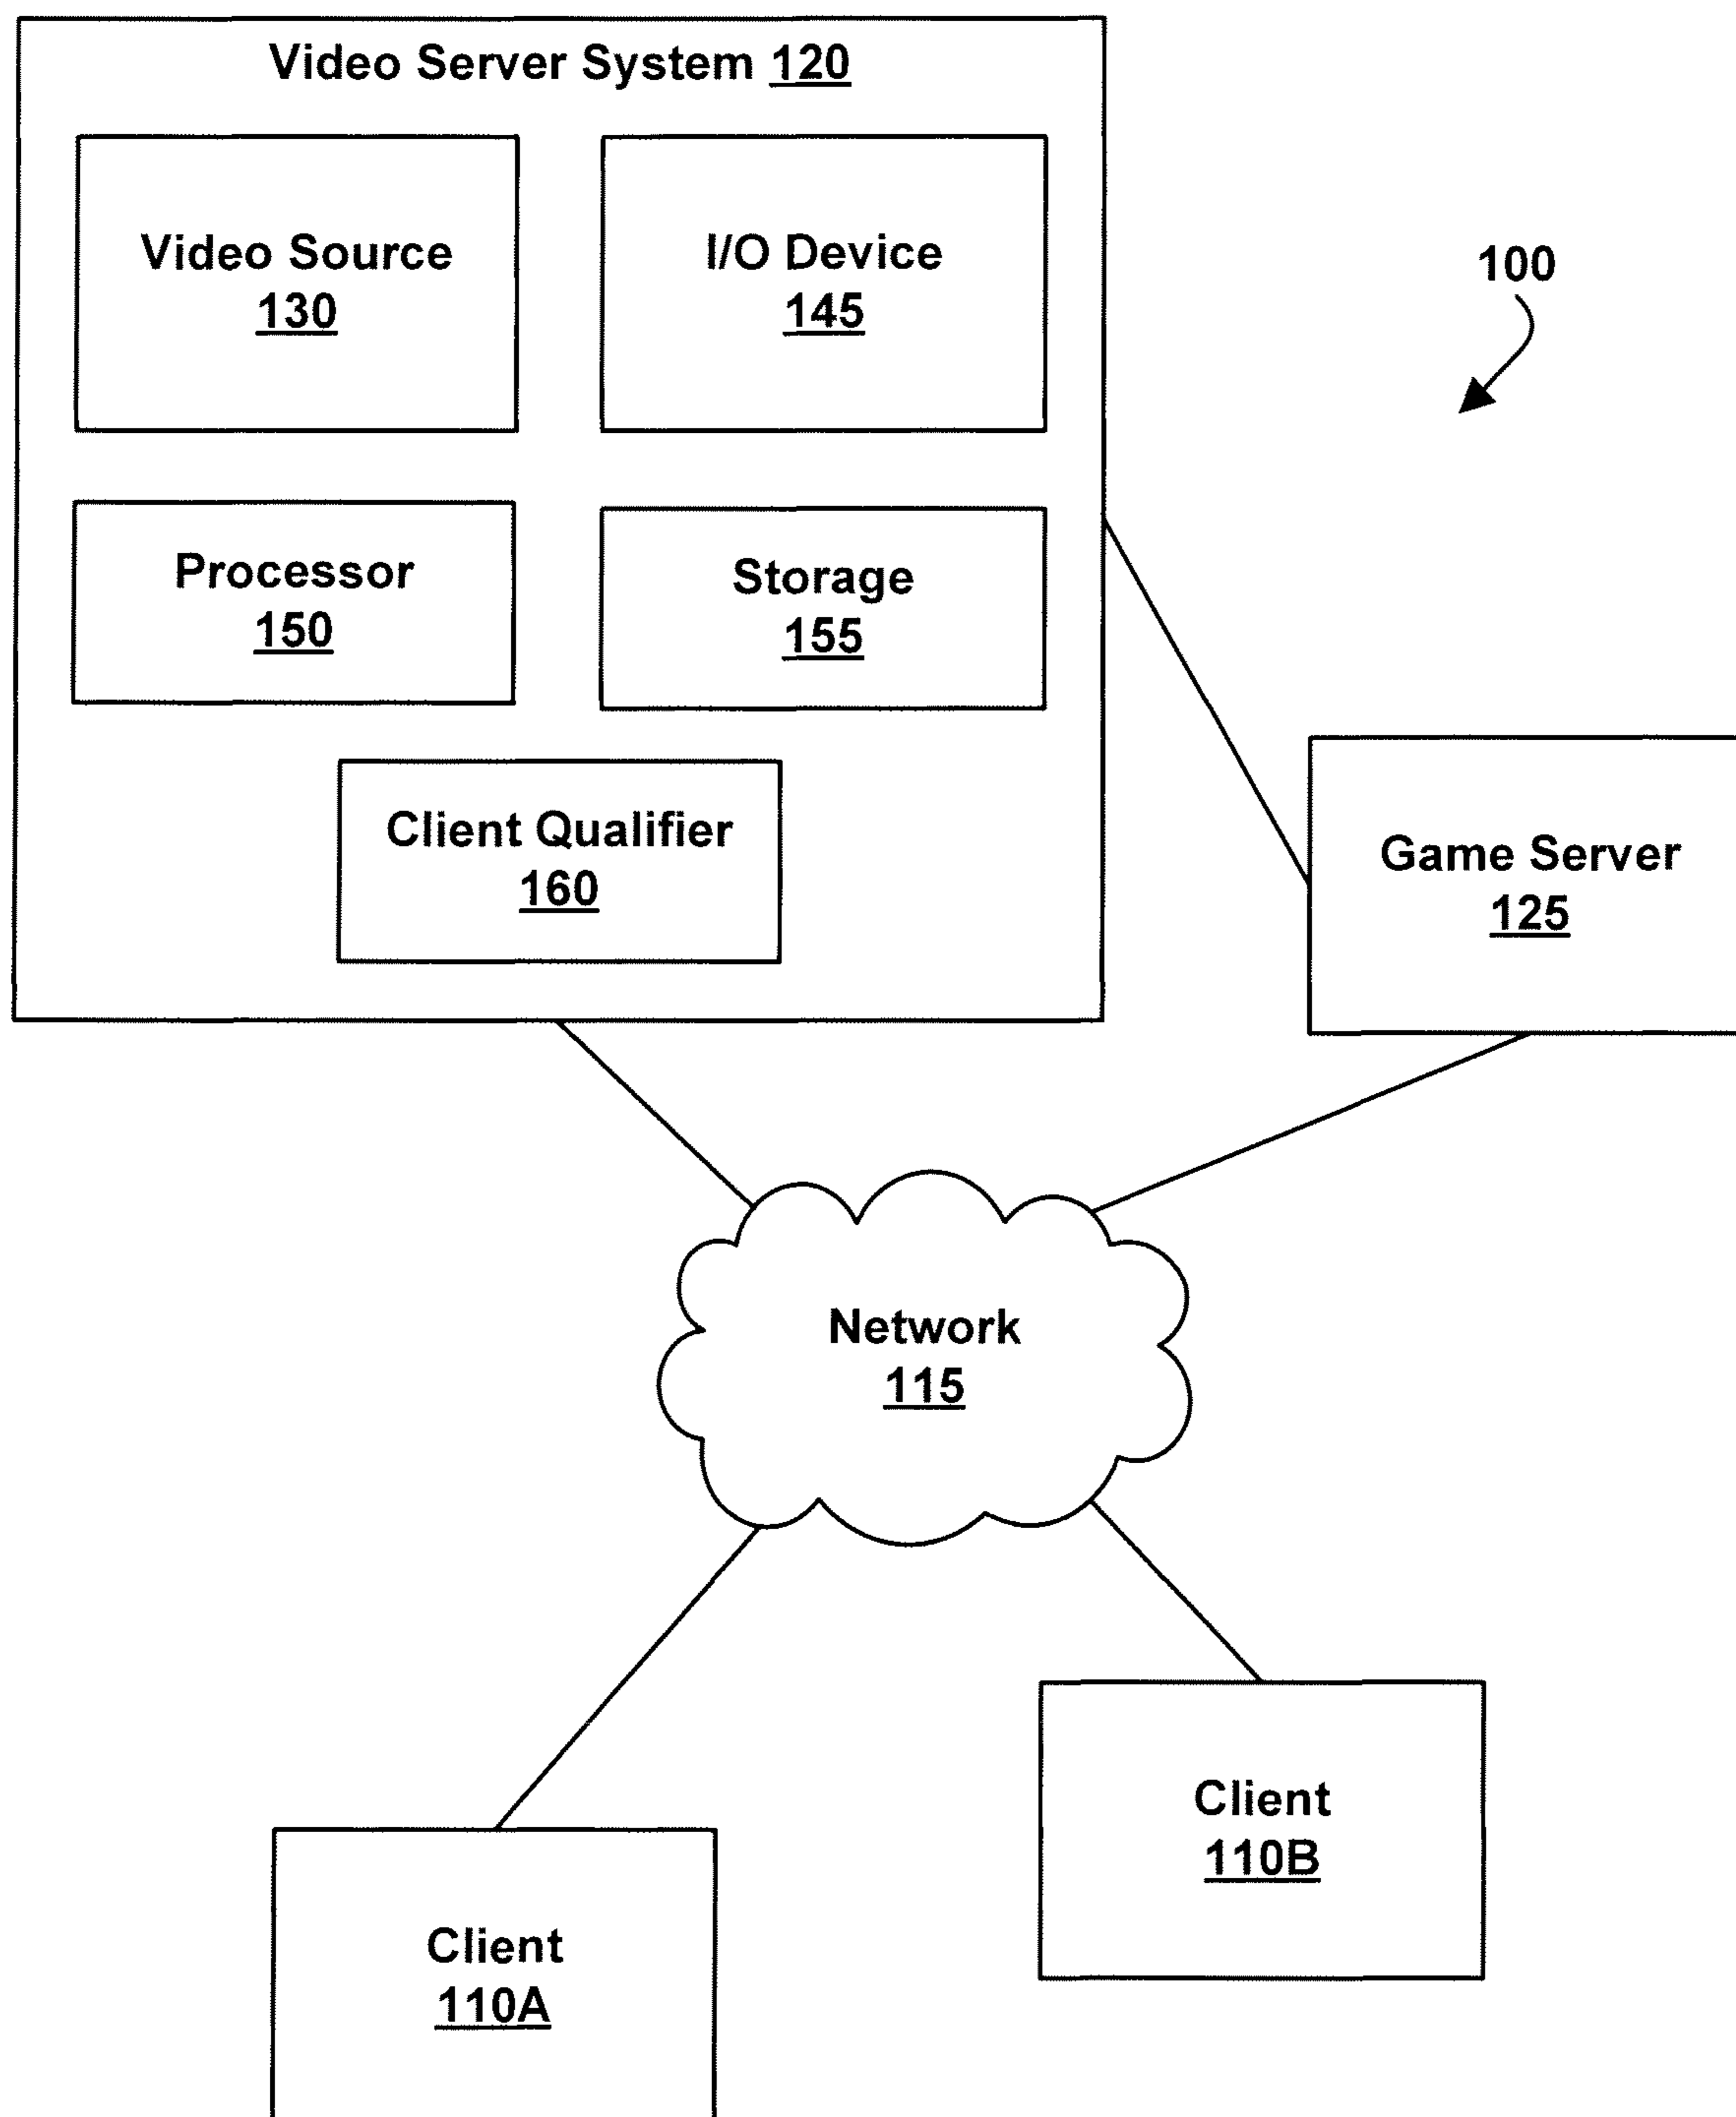 Video Server System 120
Video Source
130
I/O Device
145
100
Processor
150
Storage
155
Client Qualifier
160
Game Server
125
Network
115
Client
110B
Client
110A